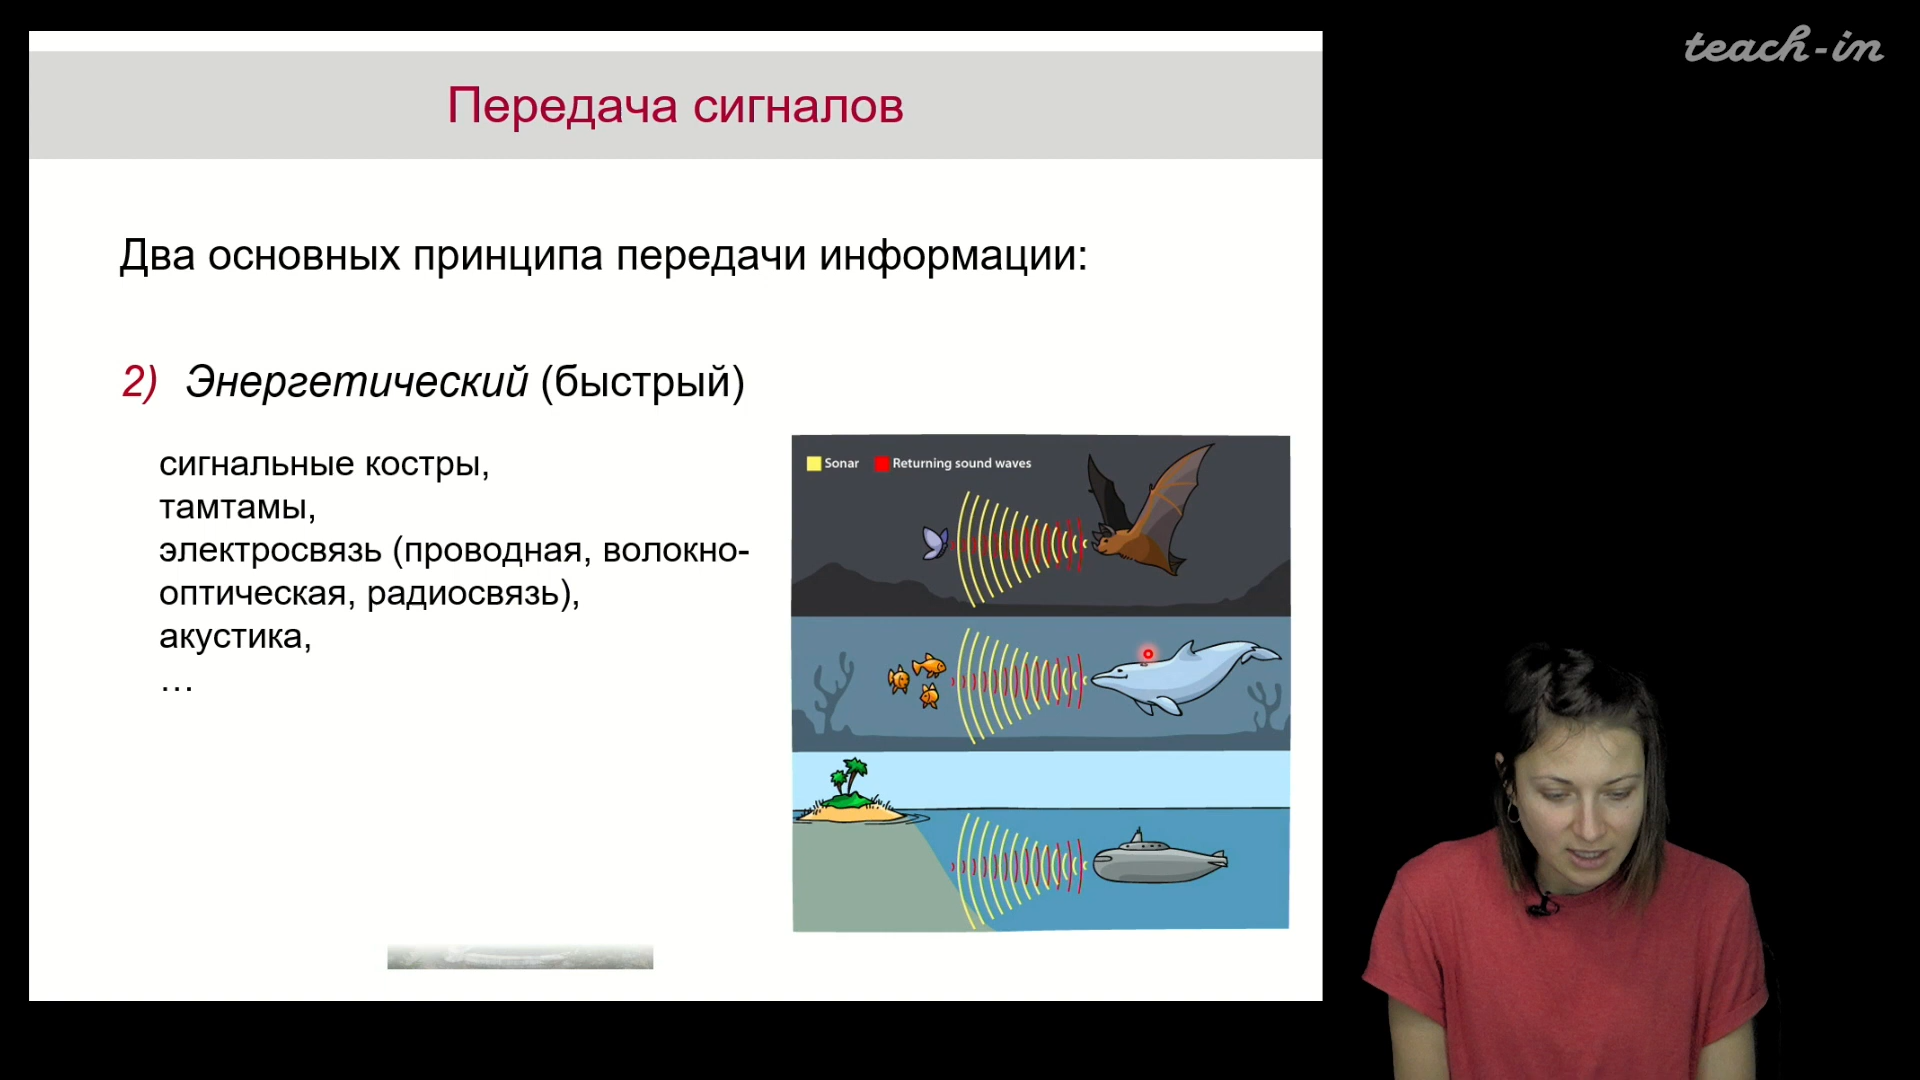 teach-in
Передача сигналов
Два основных принципа передачи информации:
2) Энергетический (быстрый)
сигнальные костры,
тамтамы,
электросвязь (проводная, волокно-
оптическая, радиосвязь),
акустика,
…
Sonar
Returning sound waves